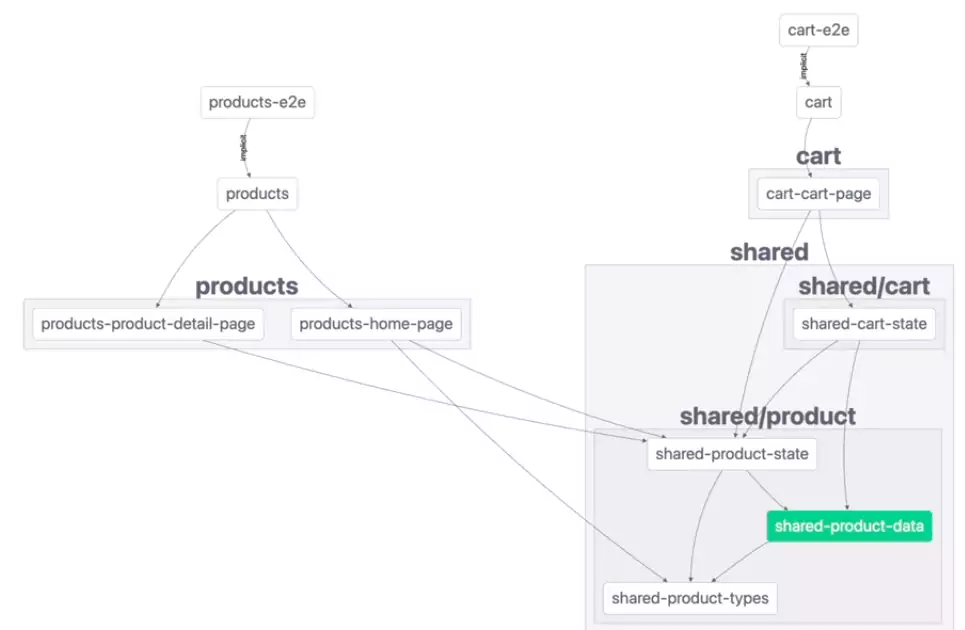 cart-e2e
implicit
products-e2e
cart
implicit
cart
products
cart-cart-page
shared
products
shared/cart
products-product-detail-page
products-home-page
shared-cart-state
shared/product
shared-product-state
shared-product-data
shared-product-types